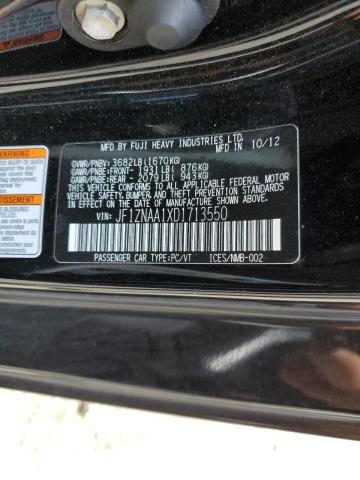 MFD BY FUJI HEAVY INDUSTRIES LTD.
MFD IN 10/12
GVWR/PNBV: 3682LB(1670KG)
GAWR/PNBE:FRONT- 1931LB( 876KG)
GAWR/PNBE:REAR - 2079LB( 943KG)
THIS VEHICLE CONFORMS TO ALL APPLICABLE FEDERAL MOTOR
VEHICLE SAFETY, BUMPER, AND THEFT PREVENTION STANDARDS
IN EFFECT ON THE DATE OF MANUFACTURE SHOWN ABOVE.
VIN: JF1ZNAA1XD1713550
PASSENGER CAR TYPE:PC/VT ICES/NMB-002
Avertissement